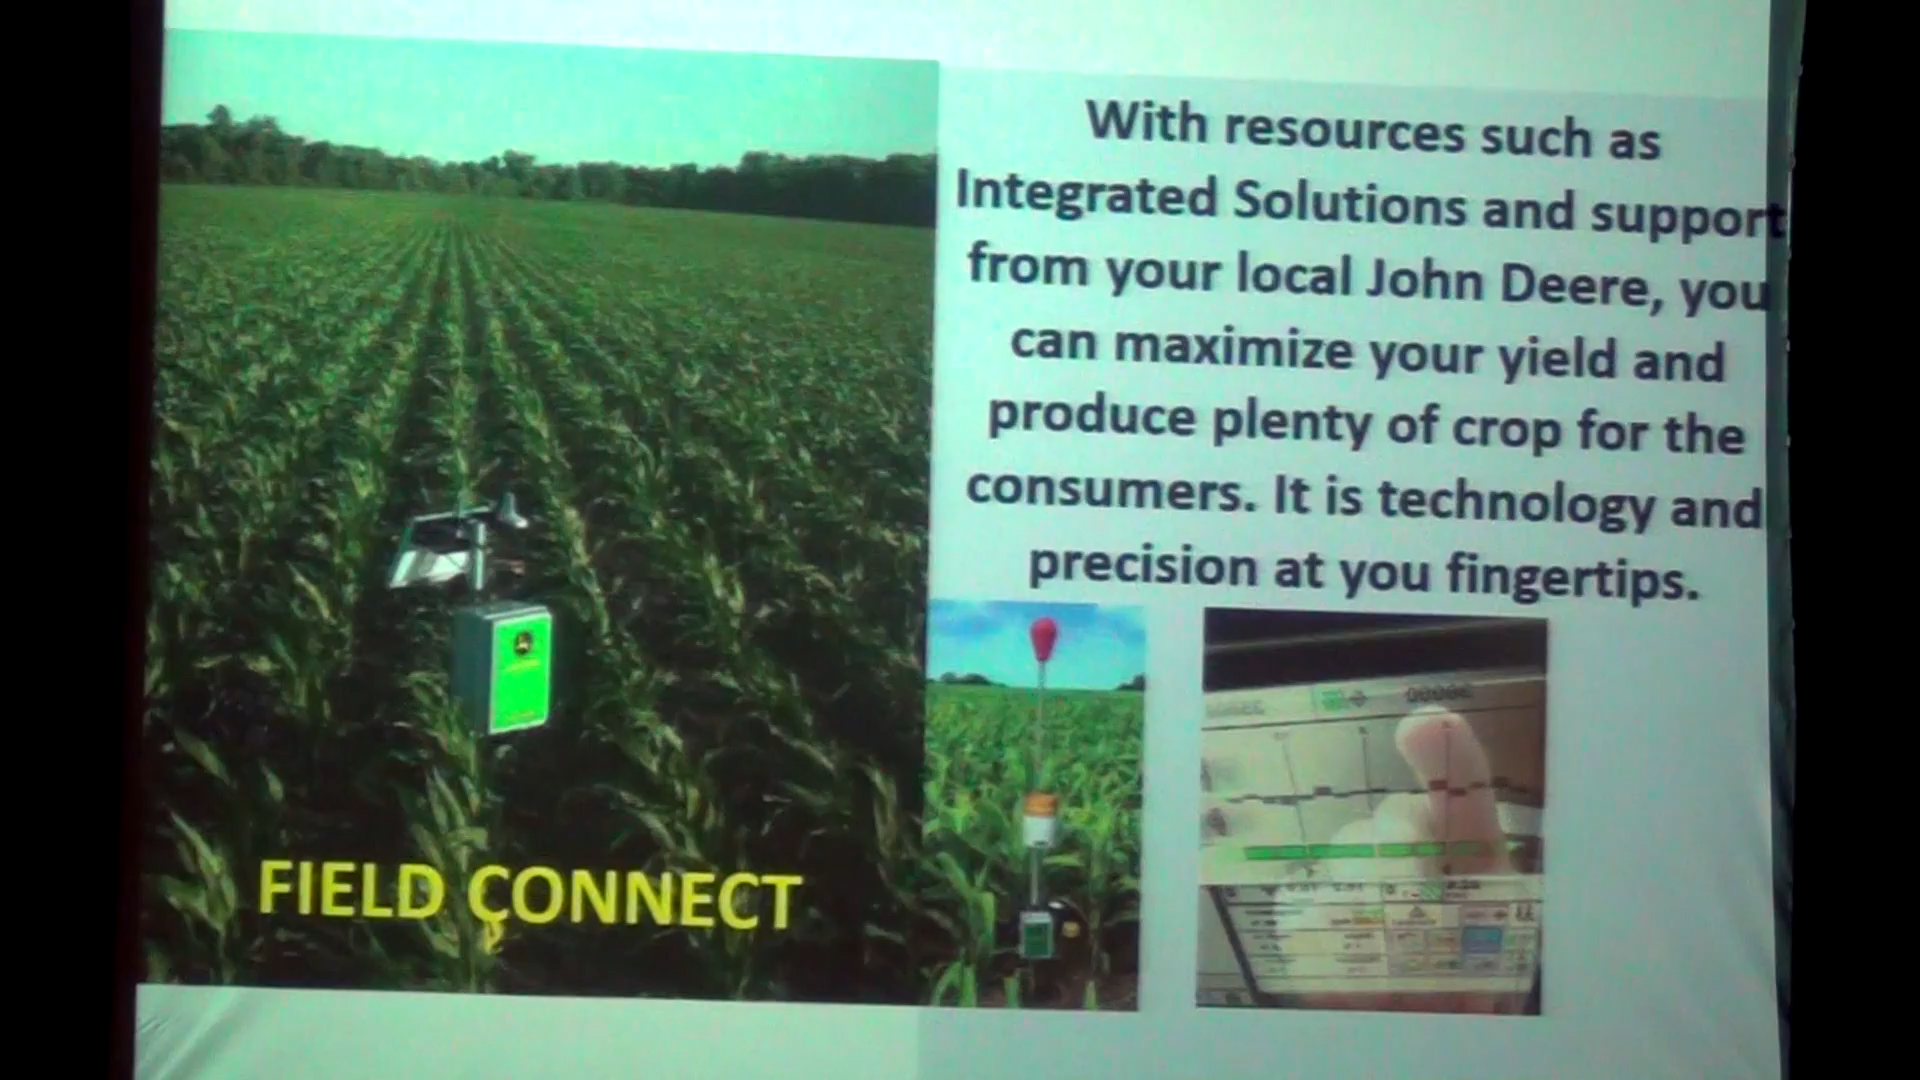 With resources such as
Integrated Solutions and support
from your local John Deere, you
can maximize your yield and
produce plenty of crop for the
consumers. It is technology and
precision at you fingertips.
FIELD CONNECT